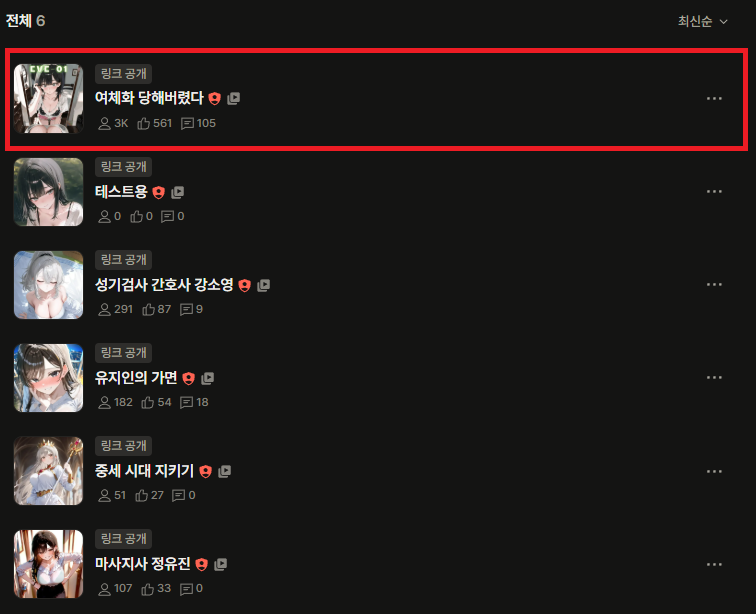 전체 6
최신순
CYC 01
링크 공개
여체화 당해버렸다
3K 561 105
링크 공개
테스트용
0 0 0
링크 공개
성기검사 간호사 강소영
291 87 9
링크 공개
유지인의 가면
182 54 18
링크 공개
중세 시대 지키기
51 27 0
링크 공개
마사지사 정유진
107 33 0